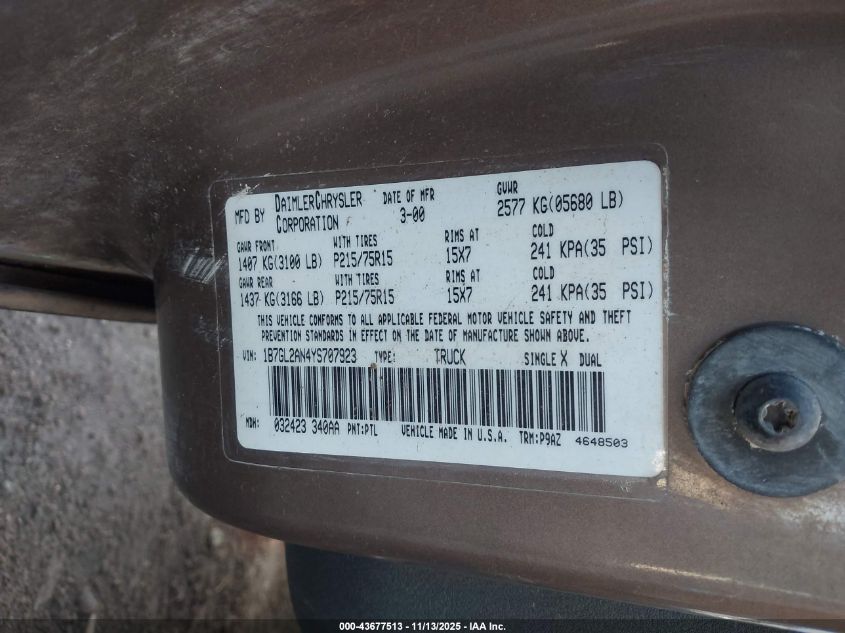 MFD BY DAIMLERCHRYSLER CORPORATION DATE OF MFR 3-00 GVWR 2577 KG(05680 LB)
GAWR FRONT WITH TIRES RIMS AT COLD
1407 KG(3100 LB) P215/75R15 15X7 241 KPA(35 PSI)
GAWR REAR WITH TIRES RIMS AT COLD
1437 KG(3166 LB) P215/75R15 15X7 241 KPA(35 PSI)
THIS VEHICLE CONFORMS TO ALL APPLICABLE FEDERAL MOTOR VEHICLE SAFETY AND THEFT
PREVENTION STANDARDS IN EFFECT ON THE DATE OF MANUFACTURE SHOWN ABOVE.
VIN: 1B7GL2AN4YS707923 TYPE: TRUCK SINGLE X DUAL
MDH: 032423 340AA PNT:PTL VEHICLE MADE IN U.S.A. TRM:P9AZ 4648503
000-43677513 - 11/13/2025 - IAA Inc.